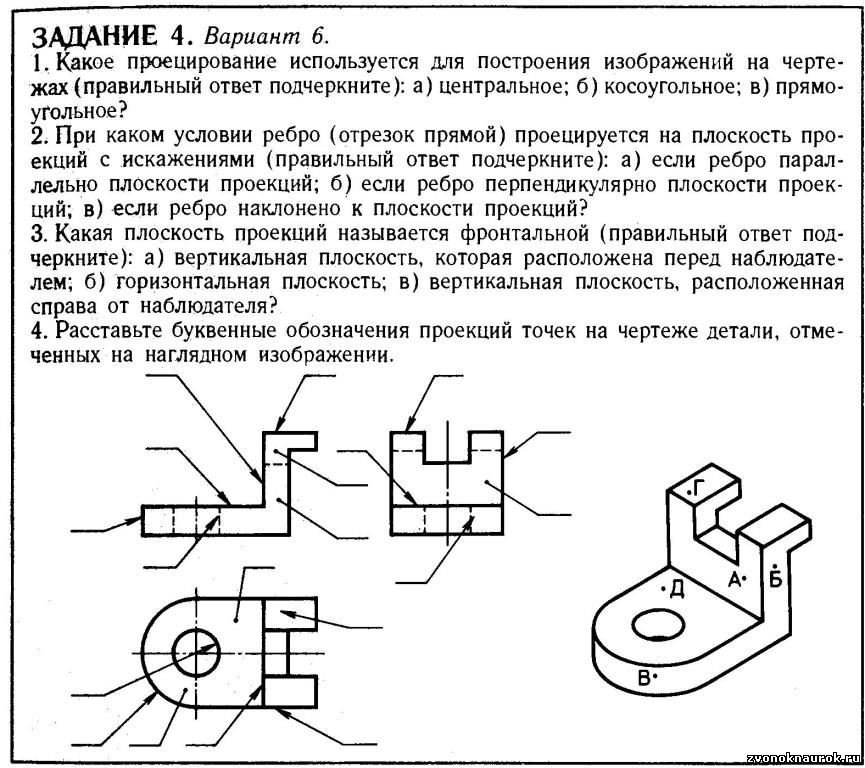 ЗАДАНИЕ 4. Вариант 6.
1. Какое проецирование используется для построения изображений на черте-
жах (правильный ответ подчеркните): а) центральное; б) косоугольное; в) прямо-
угольное?
2. При каком условии ребро (отрезок прямой) проецируется на плоскость про-
екций с искажениями (правильный ответ подчеркните): а) если ребро парал-
лельно плоскости проекций; б) если ребро перпендикулярно плоскости проек-
ций; в) если ребро наклонено к плоскости проекций?
3. Какая плоскость проекций называется фронтальной (правильный ответ под-
черкните): а) вертикальная плоскость, которая расположена перед наблюдате-
лем; б) горизонтальная плоскость; в) вертикальная плоскость, расположенная
справа от наблюдателя?
4. Расставьте буквенные обозначения проекций точек на чертеже детали, отме-
ченных на наглядном изображении.
Г
А
Б
Д
В
zvonoknaurok.ru